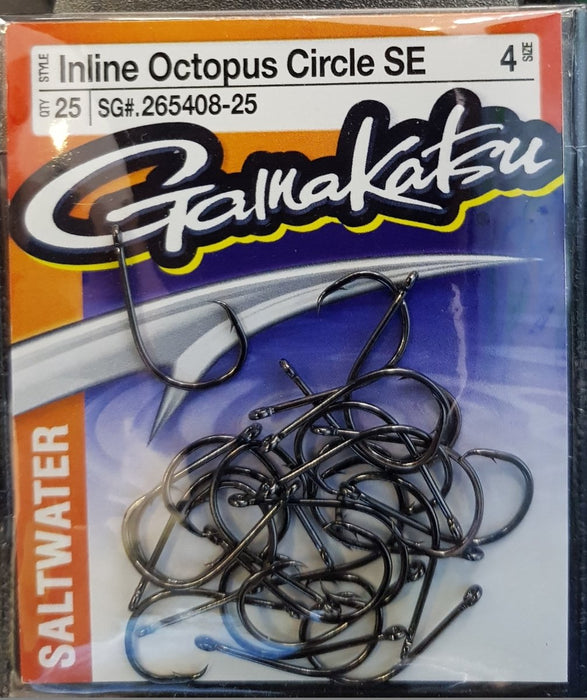 STYLE Inline Octopus Circle SE 4 SIZE
QTY 25 SG#.265408-25
Gamakatsu
SALTWATER